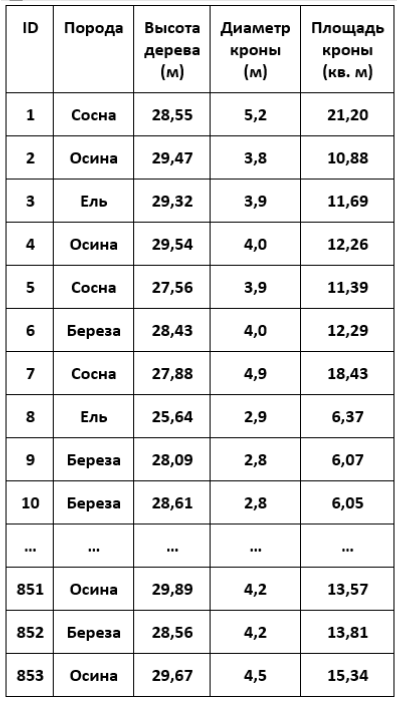 ID Порода Высота дерева (м) Диаметр кроны (м) Площадь кроны (кв. м)
1 Сосна 28,55 5,2 21,20
2 Осина 29,47 3,8 10,88
3 Ель 29,32 3,9 11,69
4 Осина 29,54 4,0 12,26
5 Сосна 27,56 3,9 11,39
6 Береза 28,43 4,0 12,29
7 Сосна 27,88 4,9 18,43
8 Ель 25,64 2,9 6,37
9 Береза 28,09 2,8 6,07
10 Береза 28,61 2,8 6,05
... ... ... ... ...
851 Осина 29,89 4,2 13,57
852 Береза 28,56 4,2 13,81
853 Осина 29,67 4,5 15,34